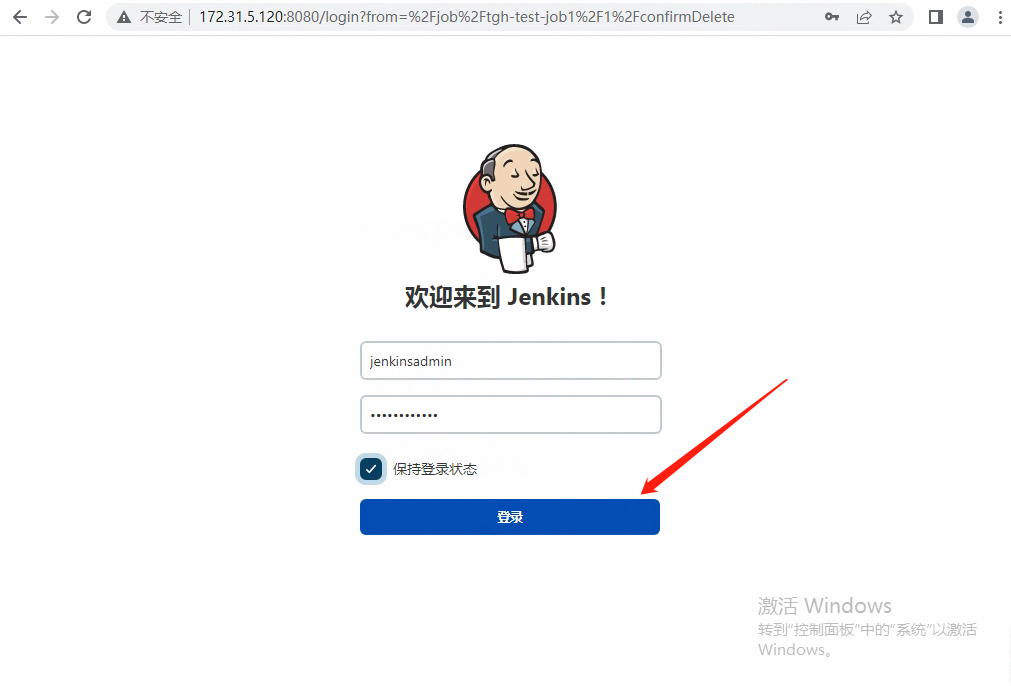 不安全 172.31.5.120:8080/login?from=%2Fjob%2Ftgh-test-job1%2F1%2FconfirmDelete
欢迎来到 Jenkins！
jenkinsadmin
••••••••••••
保持登录状态
登录
激活 Windows
转到“控制面板”中的“系统”以激活
Windows。